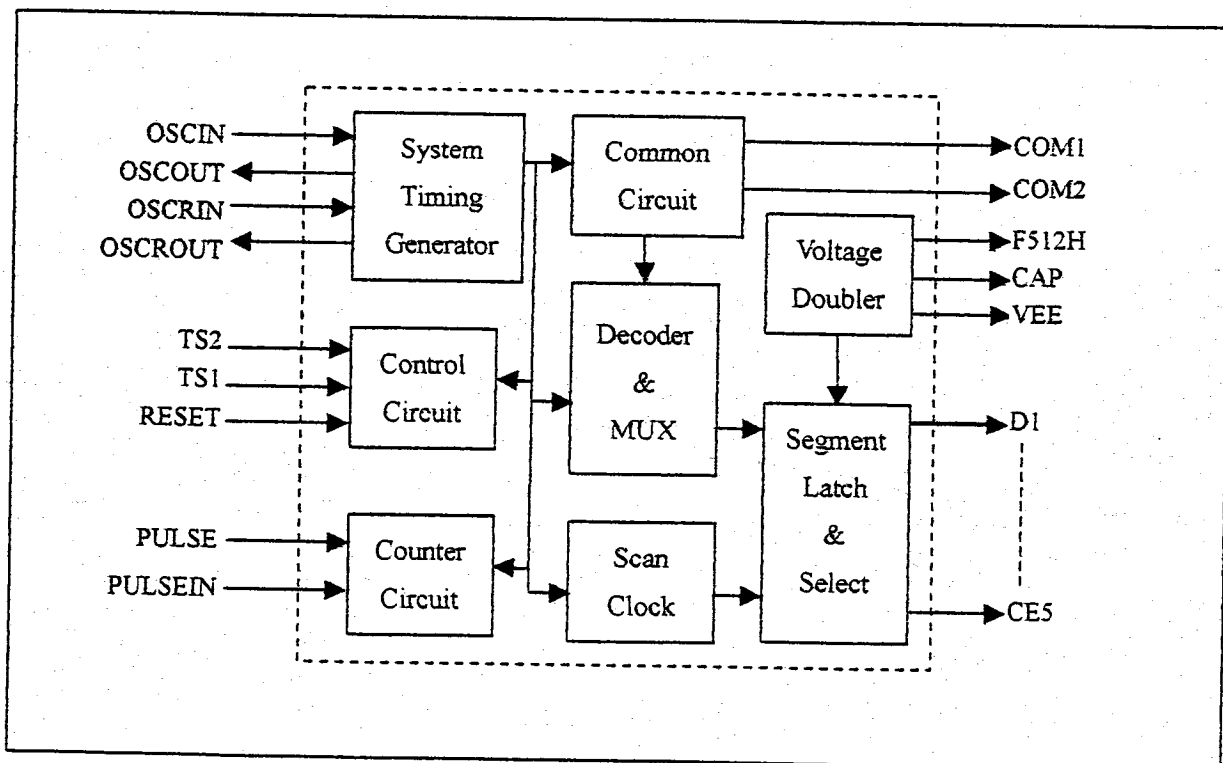 OSCIN
OSCOUT
OSCRIN
OSCROUT
System
Timing
Generator
Common
Circuit
COM1
COM2
Voltage
Doubler
F512H
CAP
VEE
TS2
TS1
RESET
Control
Circuit
Decoder
&
MUX
Segment
Latch
&
Select
D1
CE5
PULSE
PULSEIN
Counter
Circuit
Scan
Clock